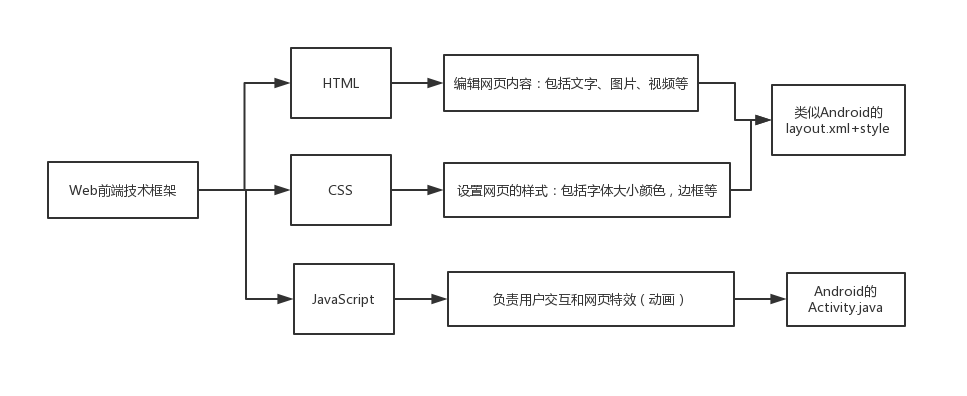 Web前端技术框架
HTML
编辑网页内容：包括文字、图片、视频等
类似Android的
layout.xml+style
CSS
设置网页的样式：包括字体大小颜色，边框等
JavaScript
负责用户交互和网页特效（动画）
Android的
Activity.java